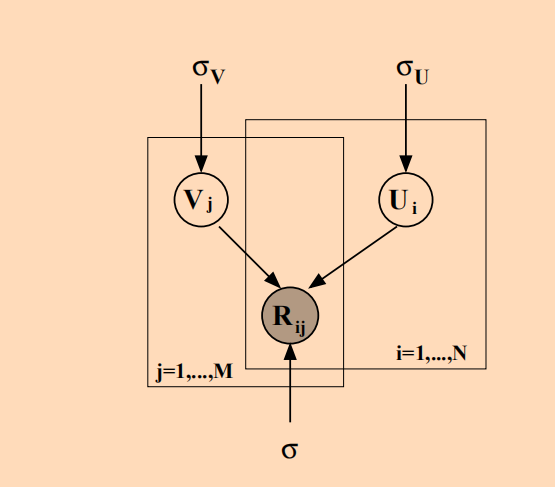 σV
σU
Vj
Ui
Rij
i=1,...,N
j=1,...,M
σ